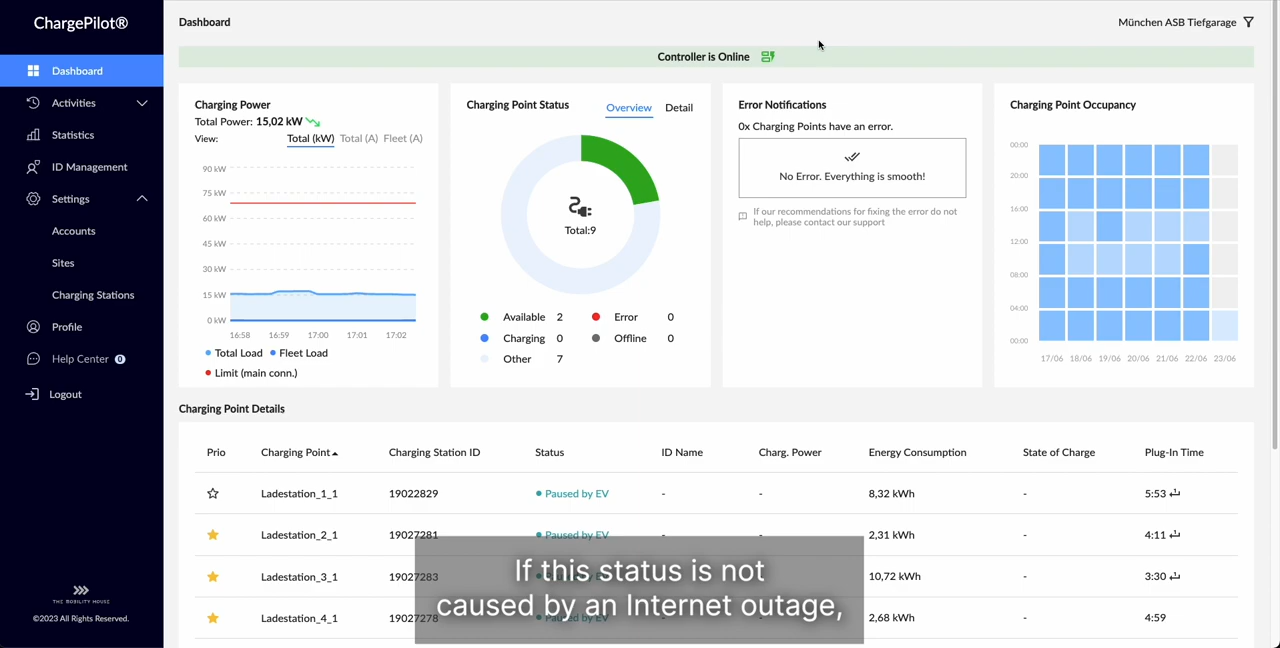 ChargePilot®
Dashboard
Activities
Statistics
ID Management
Settings
Accounts
Sites
Charging Stations
Profile
Help Center 0
Logout
THE MOBILITY HOUSE
©2023 All Rights Reserved.
Dashboard
München ASB Tiefgarage
Controller is Online
Charging Power
Total Power: 15,02 kW
View: Total (kW) Total (A) Fleet (A)
90 kW
75 kW
60 kW
45 kW
30 kW
15 kW
0 kW
16:58 16:59 17:00 17:01 17:02
Total Load Fleet Load
Limit (main conn.)
Charging Point Status
Overview Detail
Total:9
Available 2 Error 0
Charging 0 Offline 0
Other 7
Error Notifications
0x Charging Points have an error.
No Error. Everything is smooth!
If our recommendations for fixing the error do not
help, please contact our support
Charging Point Occupancy
00:00
20:00
16:00
12:00
08:00
04:00
00:00
17/06 18/06 19/06 20/06 21/06 22/06 23/06
Charging Point Details
Prio Charging Point Charging Station ID Status ID Name Charg. Power Energy Consumption State of Charge Plug-In Time
Ladestation_1_1 19022829 Paused by EV - - 8,32 kWh - 5:53
Ladestation_2_1 19027281 Paused by EV - - 2,31 kWh - 4:11
Ladestation_3_1 19027283 10,72 kWh - 3:30
Ladestation_4_1 19027278 2,68 kWh - 4:59
If this status is not
caused by an Internet outage,